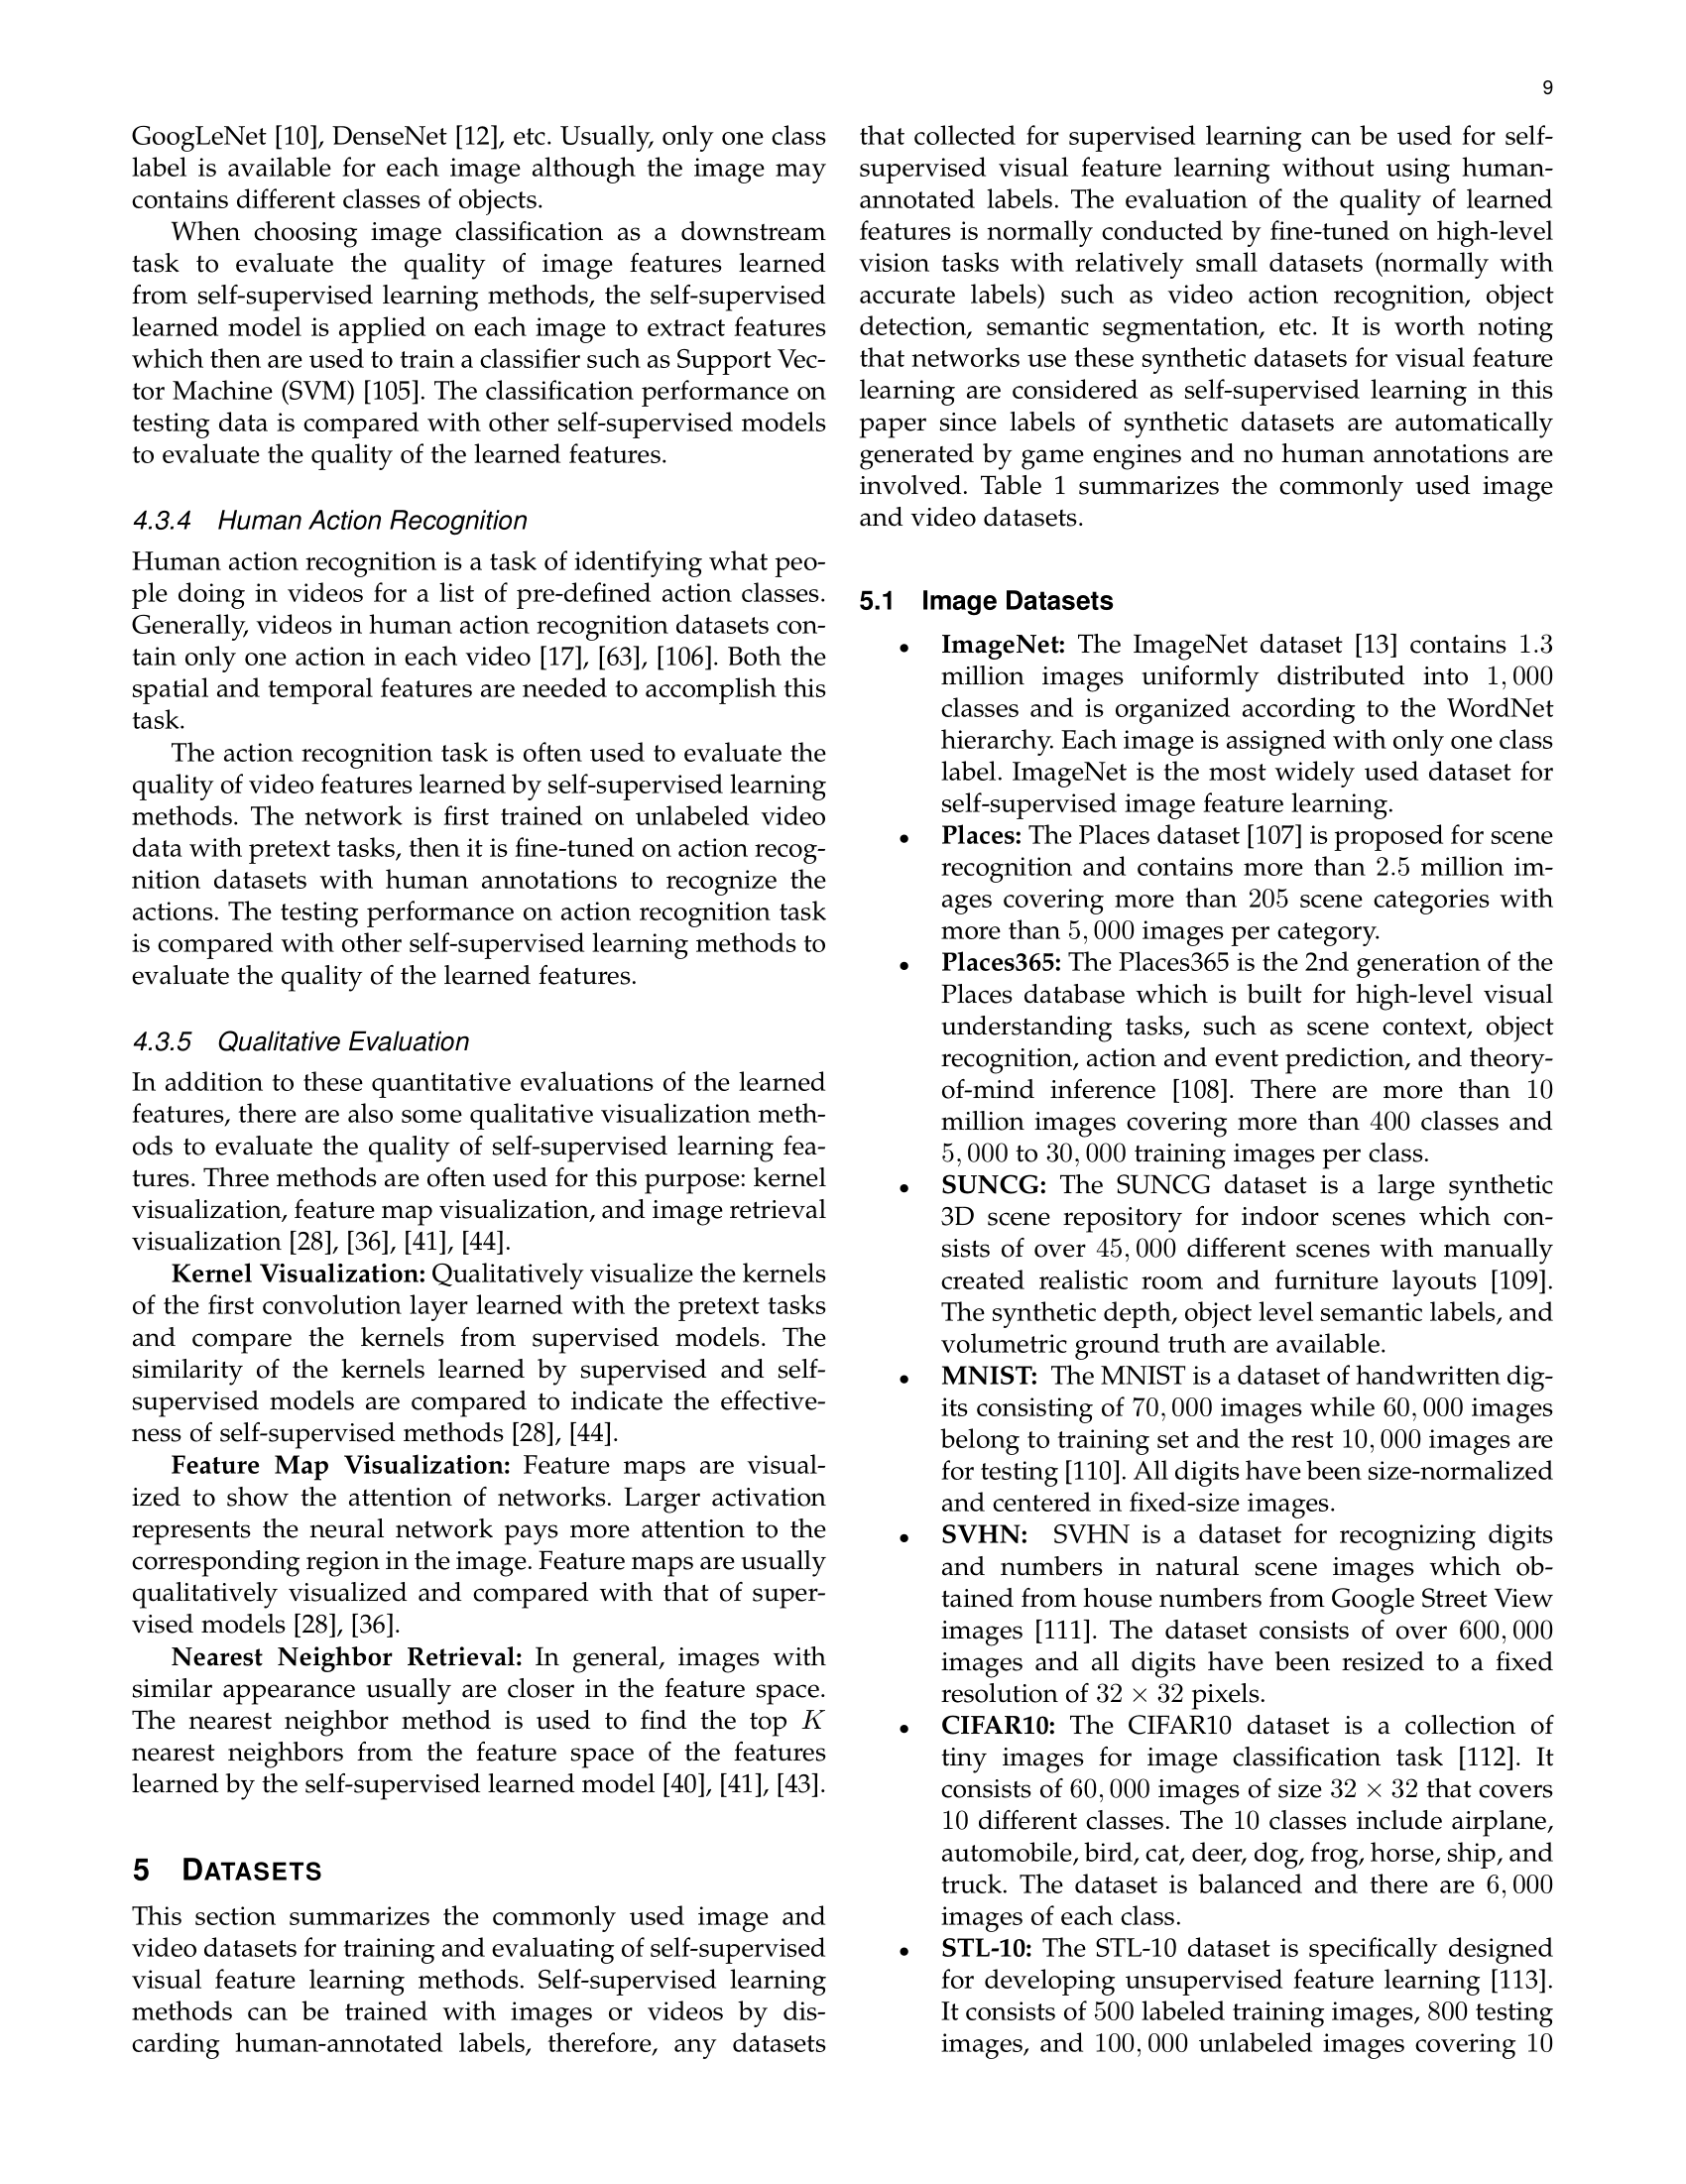 9
GoogLeNet [10], DenseNet [12], etc. Usually, only one class
label is available for each image although the image may
contains different classes of objects.
When choosing image classification as a downstream
task to evaluate the quality of image features learned
from self-supervised learning methods, the self-supervised
learned model is applied on each image to extract features
which then are used to train a classifier such as Support Vec-
tor Machine (SVM) [105]. The classification performance on
testing data is compared with other self-supervised models
to evaluate the quality of the learned features.
4.3.4 Human Action Recognition
Human action recognition is a task of identifying what peo-
ple doing in videos for a list of pre-defined action classes.
Generally, videos in human action recognition datasets con-
tain only one action in each video [17], [63], [106]. Both the
spatial and temporal features are needed to accomplish this
task.
The action recognition task is often used to evaluate the
quality of video features learned by self-supervised learning
methods. The network is first trained on unlabeled video
data with pretext tasks, then it is fine-tuned on action recog-
nition datasets with human annotations to recognize the
actions. The testing performance on action recognition task
is compared with other self-supervised learning methods to
evaluate the quality of the learned features.
4.3.5 Qualitative Evaluation
In addition to these quantitative evaluations of the learned
features, there are also some qualitative visualization meth-
ods to evaluate the quality of self-supervised learning fea-
tures. Three methods are often used for this purpose: kernel
visualization, feature map visualization, and image retrieval
visualization [28], [36], [41], [44].
Kernel Visualization: Qualitatively visualize the kernels
of the first convolution layer learned with the pretext tasks
and compare the kernels from supervised models. The
similarity of the kernels learned by supervised and self-
supervised models are compared to indicate the effective-
ness of self-supervised methods [28], [44].
Feature Map Visualization: Feature maps are visual-
ized to show the attention of networks. Larger activation
represents the neural network pays more attention to the
corresponding region in the image. Feature maps are usually
qualitatively visualized and compared with that of super-
vised models [28], [36].
Nearest Neighbor Retrieval: In general, images with
similar appearance usually are closer in the feature space.
The nearest neighbor method is used to find the top K
nearest neighbors from the feature space of the features
learned by the self-supervised learned model [40], [41], [43].
5 DATASETS
This section summarizes the commonly used image and
video datasets for training and evaluating of self-supervised
visual feature learning methods. Self-supervised learning
methods can be trained with images or videos by dis-
carding human-annotated labels, therefore, any datasets
that collected for supervised learning can be used for self-
supervised visual feature learning without using human-
annotated labels. The evaluation of the quality of learned
features is normally conducted by fine-tuned on high-level
vision tasks with relatively small datasets (normally with
accurate labels) such as video action recognition, object
detection, semantic segmentation, etc. It is worth noting
that networks use these synthetic datasets for visual feature
learning are considered as self-supervised learning in this
paper since labels of synthetic datasets are automatically
generated by game engines and no human annotations are
involved. Table 1 summarizes the commonly used image
and video datasets.
5.1 Image Datasets
• ImageNet: The ImageNet dataset [13] contains 1.3
million images uniformly distributed into 1,000
classes and is organized according to the WordNet
hierarchy. Each image is assigned with only one class
label. ImageNet is the most widely used dataset for
self-supervised image feature learning.
• Places: The Places dataset [107] is proposed for scene
recognition and contains more than 2.5 million im-
ages covering more than 205 scene categories with
more than 5,000 images per category.
• Places365: The Places365 is the 2nd generation of the
Places database which is built for high-level visual
understanding tasks, such as scene context, object
recognition, action and event prediction, and theory-
of-mind inference [108]. There are more than 10
million images covering more than 400 classes and
5,000 to 30,000 training images per class.
• SUNCG: The SUNCG dataset is a large synthetic
3D scene repository for indoor scenes which con-
sists of over 45,000 different scenes with manually
created realistic room and furniture layouts [109].
The synthetic depth, object level semantic labels, and
volumetric ground truth are available.
• MNIST: The MNIST is a dataset of handwritten dig-
its consisting of 70,000 images while 60,000 images
belong to training set and the rest 10,000 images are
for testing [110]. All digits have been size-normalized
and centered in fixed-size images.
• SVHN: SVHN is a dataset for recognizing digits
and numbers in natural scene images which ob-
tained from house numbers from Google Street View
images [111]. The dataset consists of over 600,000
images and all digits have been resized to a fixed
resolution of 32 × 32 pixels.
• CIFAR10: The CIFAR10 dataset is a collection of
tiny images for image classification task [112]. It
consists of 60,000 images of size 32 × 32 that covers
10 different classes. The 10 classes include airplane,
automobile, bird, cat, deer, dog, frog, horse, ship, and
truck. The dataset is balanced and there are 6,000
images of each class.
• STL-10: The STL-10 dataset is specifically designed
for developing unsupervised feature learning [113].
It consists of 500 labeled training images, 800 testing
images, and 100,000 unlabeled images covering 10